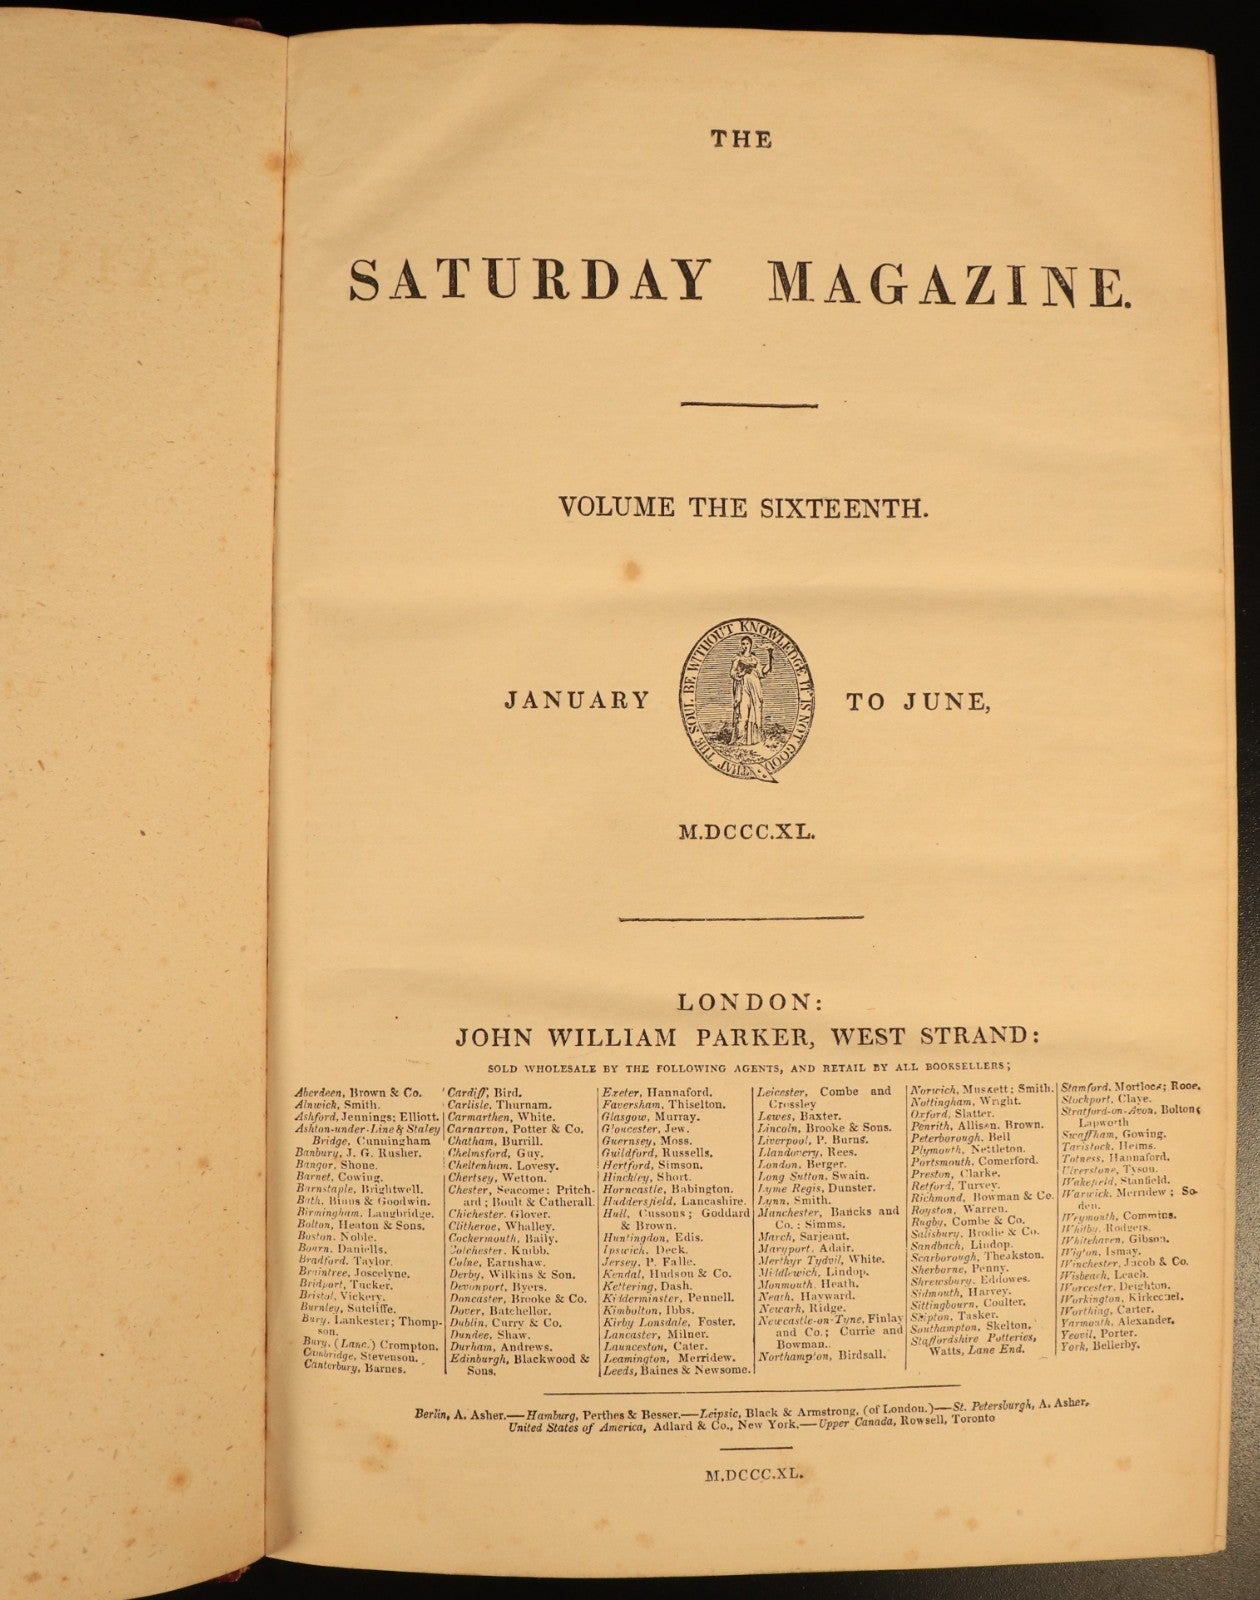 THE
SATURDAY MAGAZINE.
VOLUME THE SIXTEENTH.
JANUARY
THAT THE SOUL BE WITHOUT KNOWLEDGE IT IS NOT GOOD
TO JUNE,
M.DCCC.XL.
LONDON:
JOHN WILLIAM PARKER, WEST STRAND:
SOLD WHOLESALE BY THE FOLLOWING AGENTS, AND RETAIL BY ALL BOOKSELLERS;
Aberdeen, Brown & Co.
Alnwick, Smith.
Ashford, Jennings; Elliott.
Ashton-under-Line & Staley
Bridge, Cunningham
Banbury, J. G. Rusher.
Bangor, Shone.
Barnet, Cowing.
Barnstaple, Brightwell.
Bath, Binns & Goodwin.
Birmingham, Langbridge.
Bolton, Heaton & Sons.
Boston, Noble.
Bourn, Daniells.
Bradford, Taylor.
Braintree, Joscelyne.
Bridport, Tucker.
Bristol, Vickery.
Burnley, Sutcliffe.
Bury, Lankester; Thomp-
son.
Bury, (Lanc.) Crompton.
Cambridge, Stevenson.
Canterbury, Barnes.
Cardiff, Bird.
Carlisle, Thurnam.
Carmarthen, White.
Carnarvon, Potter & Co.
Chatham, Burrill.
Chelmsford, Guy.
Cheltenham, Lovesy.
Chertsey, Wetton.
Chester, Seacome; Pritch-
ard; Boult & Catherall.
Chichester, Glover.
Clitheroe, Whalley.
Cockermouth, Baily.
Colchester, Knibb.
Colne, Earnshaw.
Derby, Wilkins & Son.
Devonport, Byers.
Doncaster, Brooke & Co.
Dover, Batchellor.
Dublin, Curry & Co.
Dundee, Shaw.
Durham, Andrews.
Edinburgh, Blackwood &
Sons.
Exeter, Hannaford.
Faversham, Thiselton.
Glasgow, Murray.
Gloucester, Jew.
Guernsey, Moss.
Guildford, Russells.
Hertford, Simson.
Hinchley, Short.
Horncastle, Babington.
Huddersfield, Lancashire.
Hull, Cussons; Goddard
& Brown.
Huntingdon, Edis.
Ipswich, Deck.
Jersey, P. Falle.
Kendal, Hudson & Co.
Kettering, Dash.
Kidderminster, Pennell.
Kimbolton, Ibbs.
Kirby Lonsdale, Foster.
Lancaster, Milner.
Launceston, Cater.
Leamington, Merridew.
Leeds, Baines & Newsome.
Leicester, Combe and
Crossley
Lewes, Baxter.
Lincoln, Brooke & Sons.
Liverpool, P. Burns.
Llandovery, Rees.
London, Berger.
Long Sutton, Swain.
Lyme Regis, Dunster.
Lynn, Smith.
Manchester, Bancks and
Co.; Simms.
March, Sarjeant.
Maryport, Adair.
Merthyr Tydvil, White.
Middlewich, Lindop.
Monmouth, Heath.
Neath, Hayward.
Newark, Ridge.
Newcastle-on-Tyne, Finlay
and Co.; Currie and
Bowman.
Northampton, Birdsall.
Norwich, Muskett; Smith.
Nottingham, Wright.
Oxford, Slatter.
Penrith, Allison, Brown.
Peterborough, Bell
Plymouth, Nettleton.
Portsmouth, Comerford.
Preston, Clarke.
Retford, Turvey.
Richmond, Bowman & Co.
Royston, Warren.
Rugby, Combe & Co.
Salisbury, Brodie & Co.
Sandbach, Lindop.
Scarborough, Theakston.
Sherborne, Penny.
Shrewsbury, Eddowes.
Sidmouth, Harvey.
Sittingbourn, Coulter.
Skipton, Tasker.
Southampton, Skelton.
Staffordshire Potteries,
Watts, Lane End.
Stamford, Mortlock; Rooe.
Stockport, Claye.
Stratford-on-Avon, Bolton;
Lapworth
Swaffham, Gowing.
Tavistock, Heims.
Totness, Hannaford.
Ulverstone, Tyson.
Wakefield, Stanfield.
Warwick, Merridew; So-
den.
Weymouth, Commins.
Whitby, Rodgers.
Whitehaven, Gibson.
Wigton, Ismay.
Winchester, Jacob & Co.
Wisbeach, Leach.
Worcester, Deighton.
Workington, Kirkconel.
Worthing, Carter.
Yarmouth, Alexander.
Yeovil, Porter.
York, Bellerby.
Berlin, A. Asher.—Hamburg, Perthes & Besser.—Leipsic, Black & Armstrong, (of London.)—St. Petersburgh, A. Asher.
United States of America, Adlard & Co., New York.—Upper Canada, Rowsell, Toronto
M.DCCC.XL.